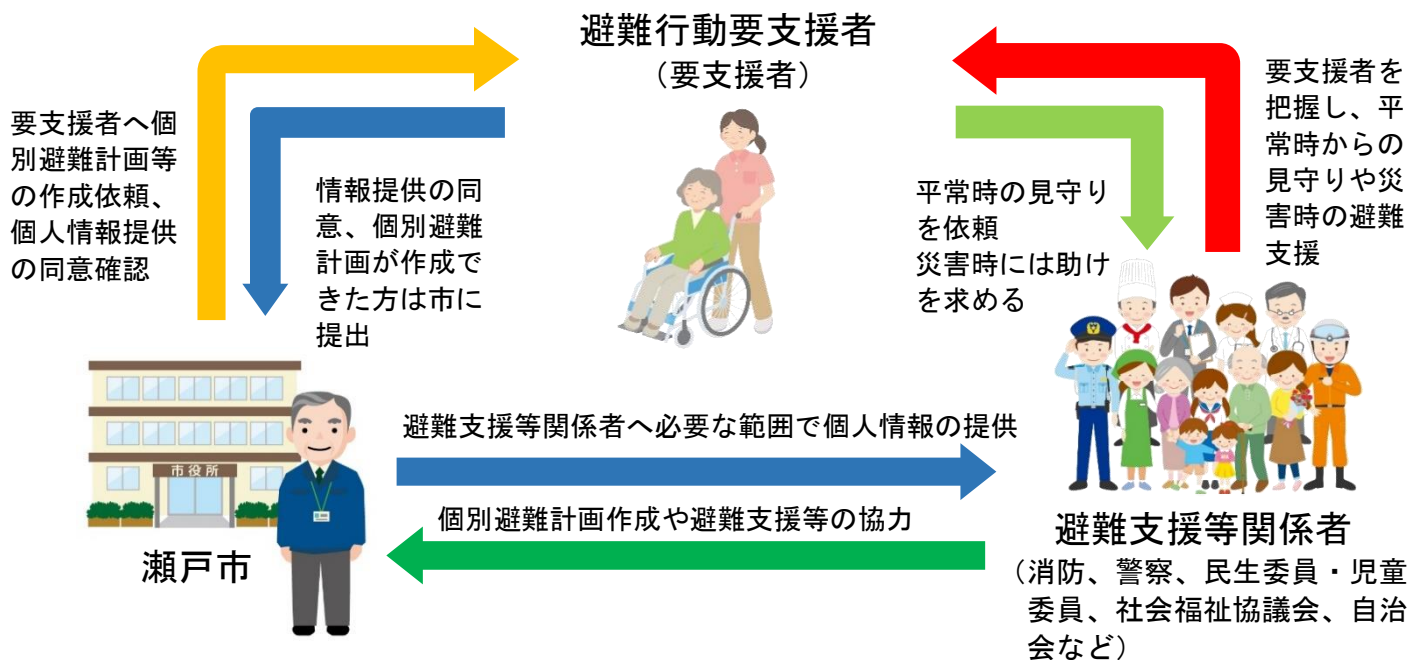 避難行動要支援者
（要支援者）
要支援者へ個
別避難計画等
の作成依頼、
個人情報提供
の同意確認
情報提供の同
意、個別避難
計画が作成で
きた方は市に
提出
平常時の見守り
を依頼
災害時には助け
を求める
要支援者を
把握し、平
常時からの
見守りや災
害時の避難
支援
市役所
瀬戸市
避難支援等関係者へ必要な範囲で個人情報の提供
個別避難計画作成や避難支援等の協力
避難支援等関係者
（消防、警察、民生委員・児童
委員、社会福祉協議会、自治
会など）